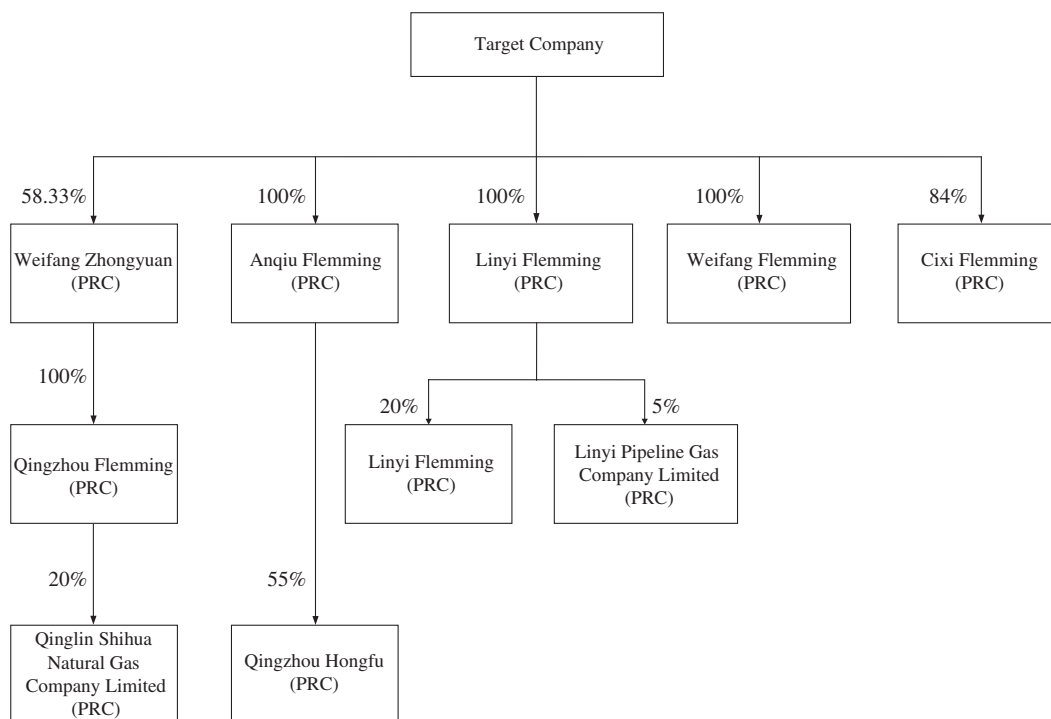 Target Company
58.33%
100%
100%
100%
84%
Weifang Zhongyuan
(PRC)
Anqiu Flemming
(PRC)
Linyi Flemming
(PRC)
Weifang Flemming
(PRC)
Cixi Flemming
(PRC)
100%
20%
5%
Qingzhou Flemming
(PRC)
Linyi Flemming
(PRC)
Linyi Pipeline Gas
Company Limited
(PRC)
20%
55%
Qinglin Shihua
Natural Gas
Company Limited
(PRC)
Qingzhou Hongfu
(PRC)